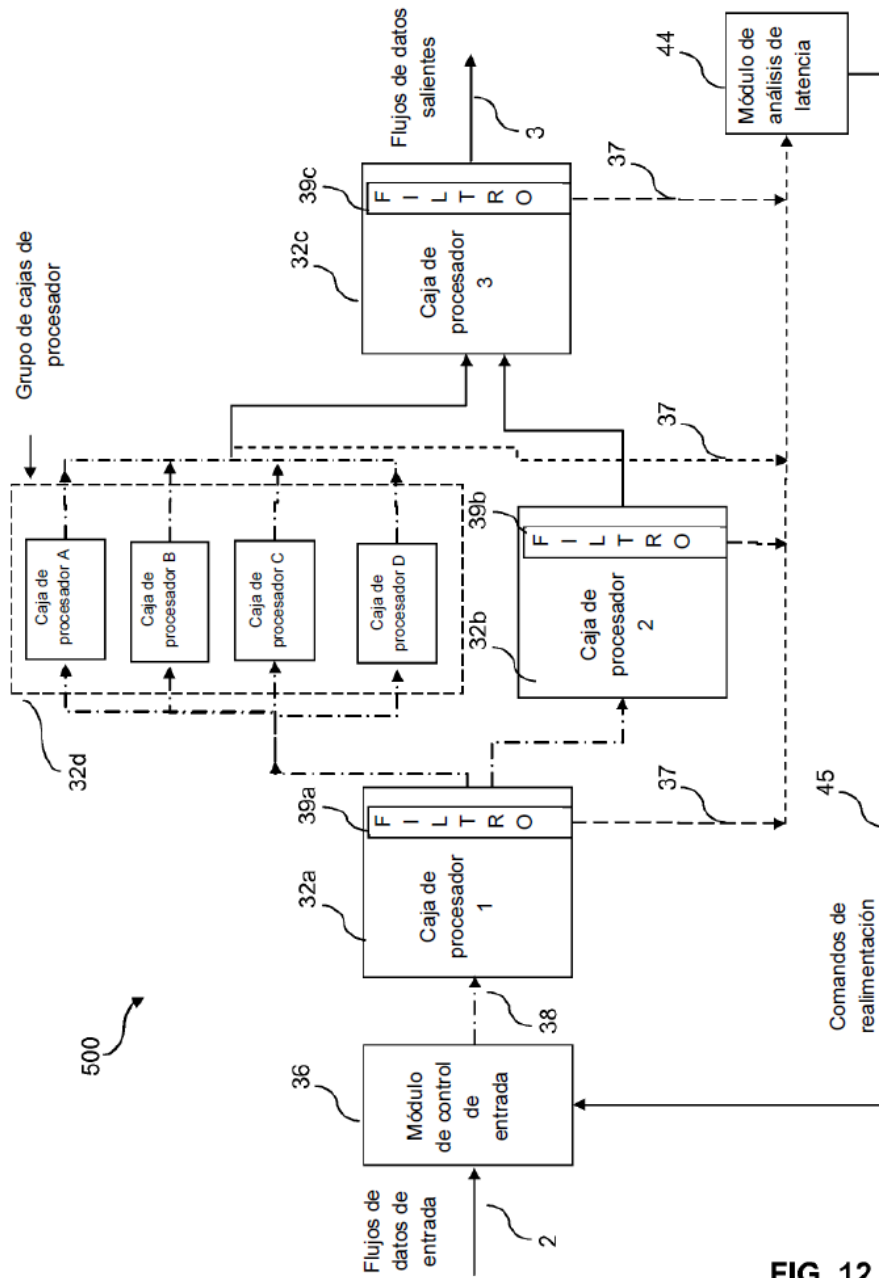 500
Flujos de
datos de
entrada
2
36
Módulo
de control
de
entrada
38
32a
39a
Caja de
procesador
1
FILTRO
37
32d
Grupo de cajas de
procesador
Caja de
procesador A
Caja de
procesador B
Caja de
procesador C
Caja de
procesador D
32b
39b
Caja de
procesador
2
FILTRO
37
32c
39c
Caja de
procesador
3
FILTRO
37
Flujos de datos
salientes
3
44
Módulo de
análisis de
latencia
Comandos de
realimentación
45
FIG. 12